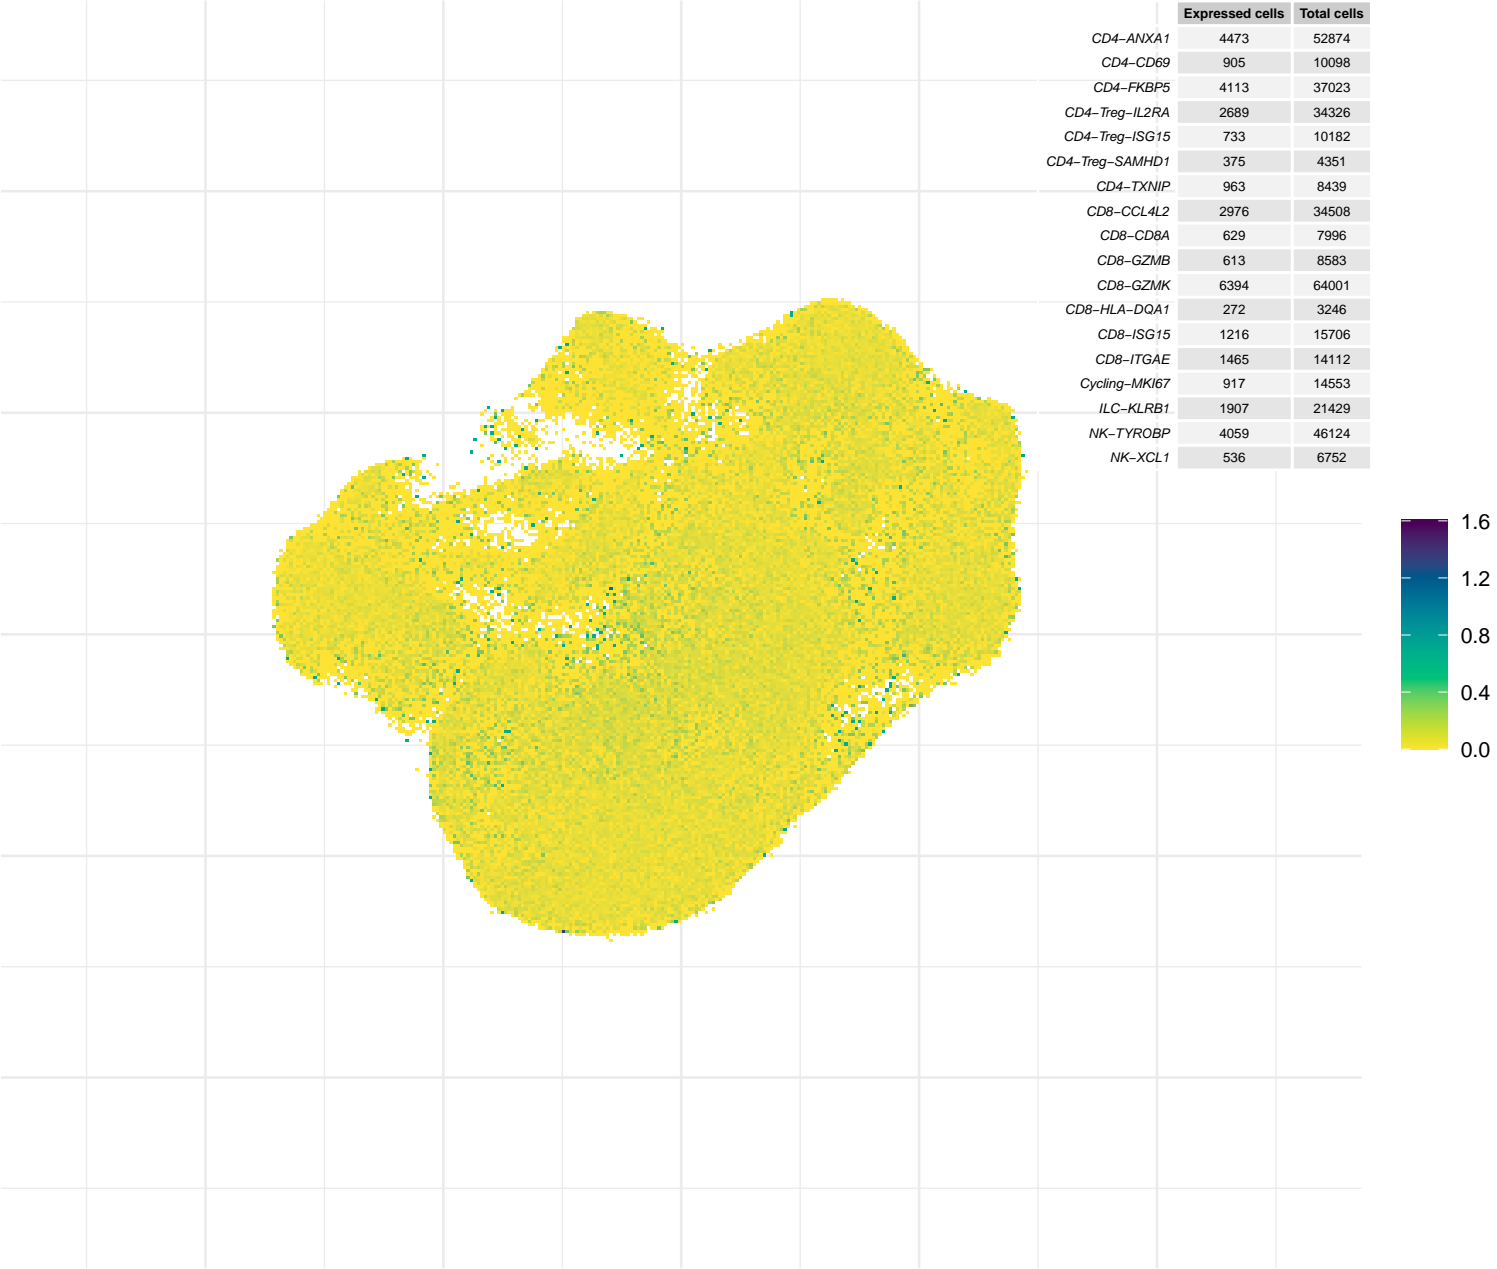 Expressed cells Total cells
CD4−ANXA1 4473 52874
CD4−CD69 905 10098
CD4−FKBP5 4113 37023
CD4−Treg−IL2RA 2689 34326
CD4−Treg−ISG15 733 10182
CD4−Treg−SAMHD1 375 4351
CD4−TXNIP 963 8439
CD8−CCL4L2 2976 34508
CD8−CD8A 629 7996
CD8−GZMB 613 8583
CD8−GZMK 6394 64001
CD8−HLA−DQA1 272 3246
CD8−ISG15 1216 15706
CD8−ITGAE 1465 14112
Cycling−MKI67 917 14553
ILC−KLRB1 1907 21429
NK−TYROBP 4059 46124
NK−XCL1 536 6752
1.6
1.2
0.8
0.4
0.0